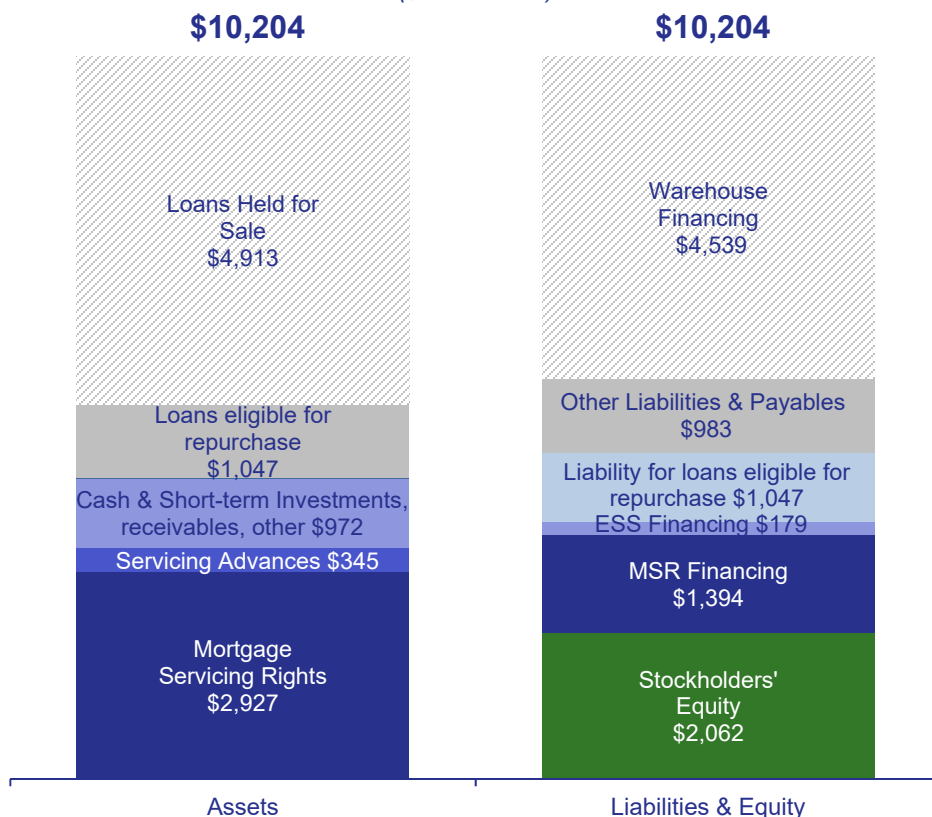 $10,204
$10,204
Loans Held for
Sale
$4,913
Loans eligible for
repurchase
$1,047
Cash & Short-term Investments,
receivables, other $972
Servicing Advances $345
Mortgage
Servicing Rights
$2,927
Warehouse
Financing
$4,539
Other Liabilities & Payables
$983
Liability for loans eligible for
repurchase $1,047
ESS Financing $179
MSR Financing
$1,394
Stockholders'
Equity
$2,062
Assets
Liabilities & Equity